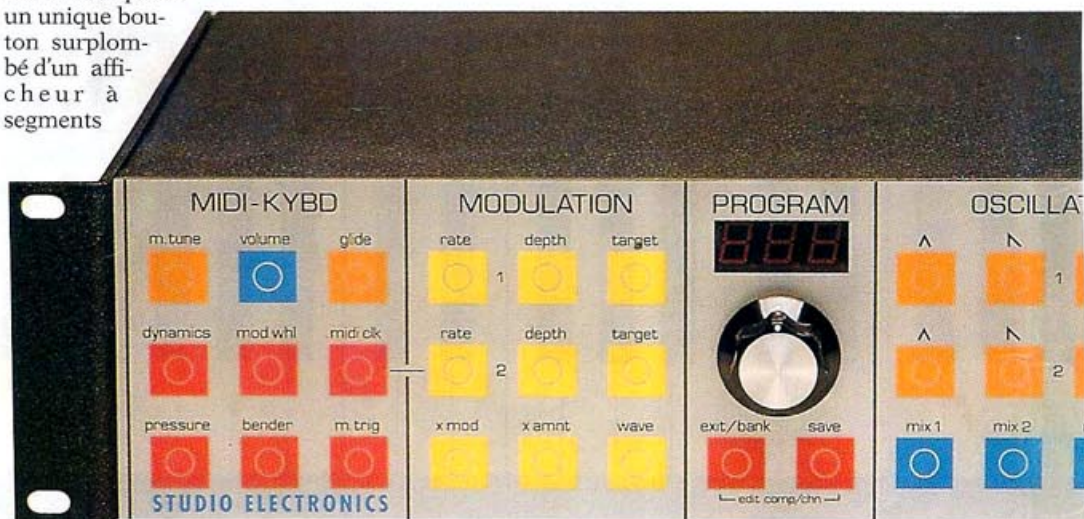 un unique bou-
ton surplom-
bé d'un affi-
cheur à
segments
MIDI-KYBD
m.tune volume glide
dynamics mod whl midi clk
pressure bender m.trig
STUDIO ELECTRONICS
MODULATION
rate depth target
1
rate depth target
2
x mod x amnt wave
PROGRAM
exit/bank save
edit comp/chn
OSCILLAT
1
2
mix 1 mix 2